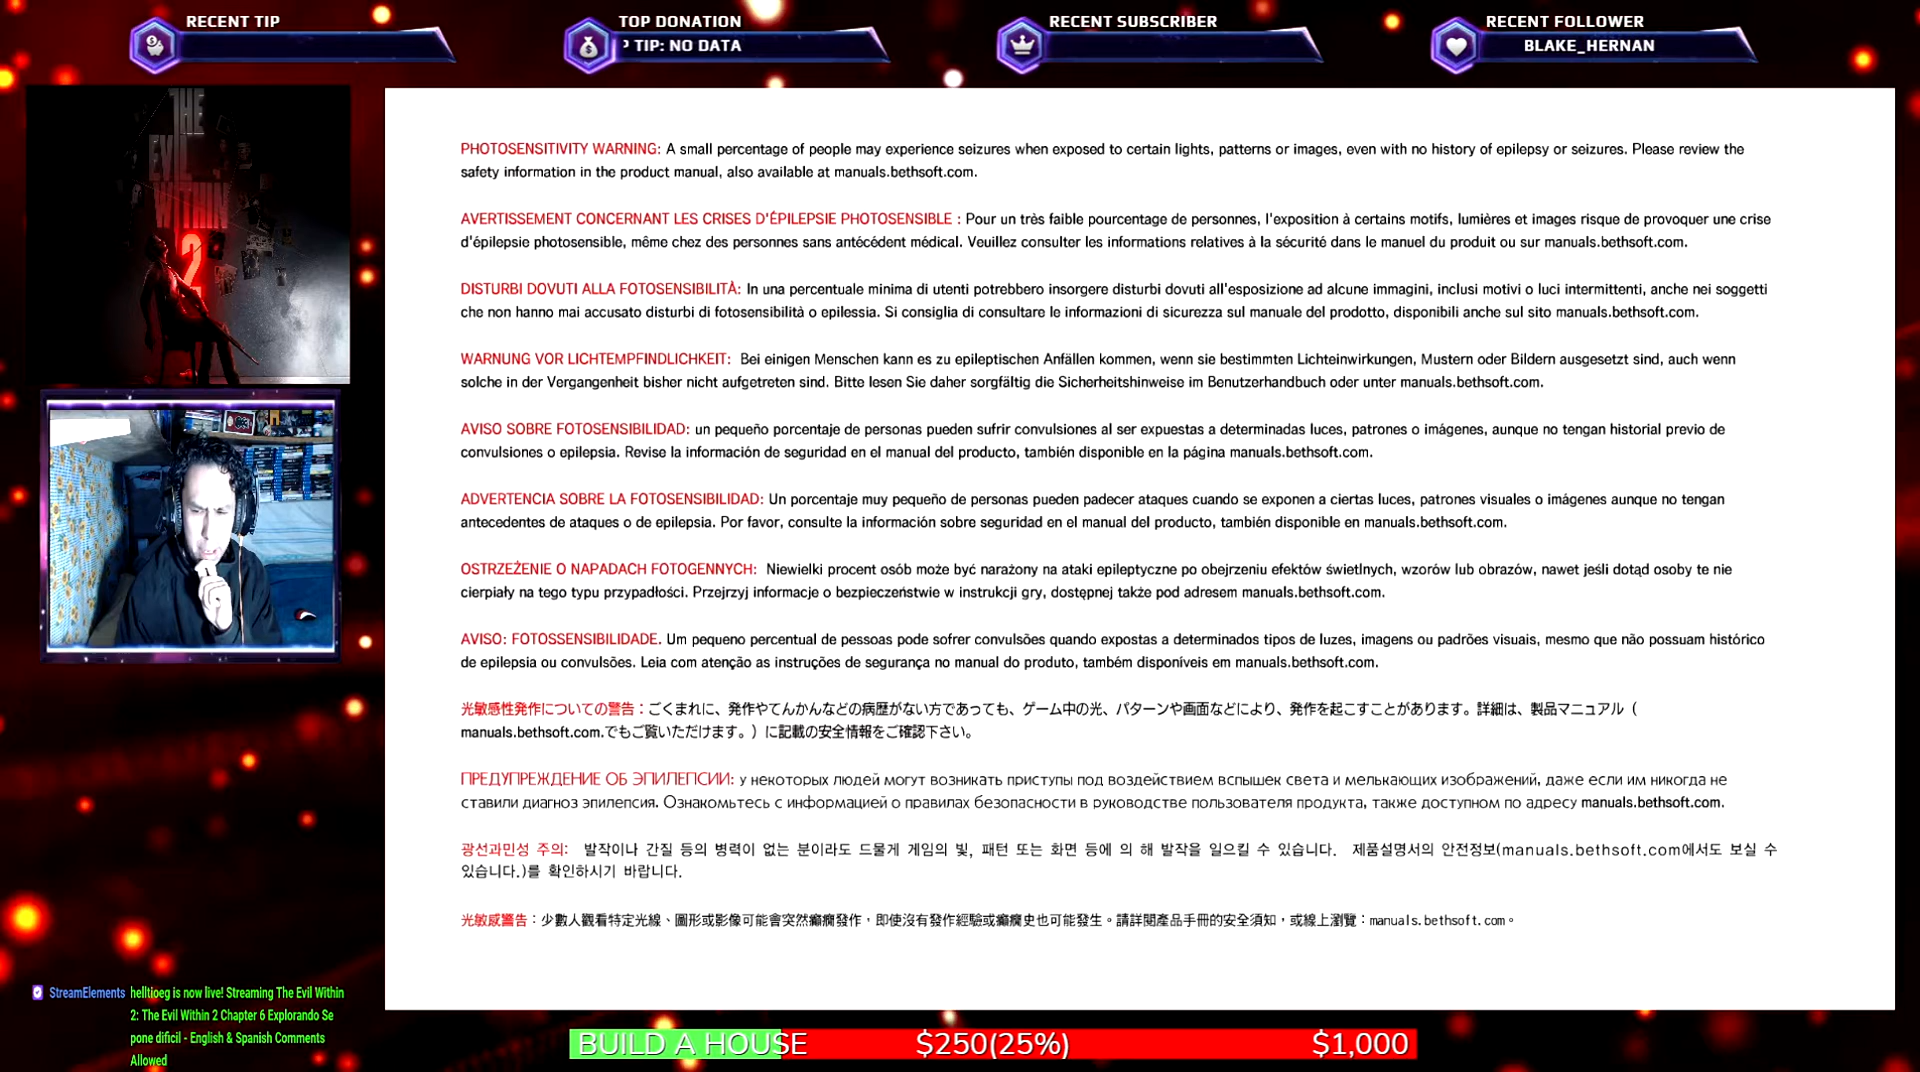 RECENT TIP
TOP DONATION
P TIP: NO DATA
RECENT SUBSCRIBER
RECENT FOLLOWER
BLAKE_HERNAN
THE
EVIL
WITHIN
2
PHOTOSENSITIVITY WARNING: A small percentage of people may experience seizures when exposed to certain lights, patterns or images, even with no history of epilepsy or seizures. Please review the
safety information in the product manual, also available at manuals.bethsoft.com.
AVERTISSEMENT CONCERNANT LES CRISES D'ÉPILEPSIE PHOTOSENSIBLE : Pour un très faible pourcentage de personnes, l'exposition à certains motifs, lumières et images risque de provoquer une crise
d'épilepsie photosensible, même chez des personnes sans antécédent médical. Veuillez consulter les informations relatives à la sécurité dans le manuel du produit ou sur manuals.bethsoft.com.
DISTURBI DOVUTI ALLA FOTOSENSIBILITÀ: In una percentuale minima di utenti potrebbero insorgere disturbi dovuti all'esposizione ad alcune immagini, inclusi motivi o luci intermittenti, anche nei soggetti
che non hanno mai accusato disturbi di fotosensibilità o epilessia. Si consiglia di consultare le informazioni di sicurezza sul manuale del prodotto, disponibili anche sul sito manuals.bethsoft.com.
WARNUNG VOR LICHTEMPFINDLICHKEIT: Bei einigen Menschen kann es zu epileptischen Anfällen kommen, wenn sie bestimmten Lichteinwirkungen, Mustern oder Bildern ausgesetzt sind, auch wenn
solche in der Vergangenheit bisher nicht aufgetreten sind. Bitte lesen Sie daher sorgfältig die Sicherheitshinweise im Benutzerhandbuch oder unter manuals.bethsoft.com.
AVISO SOBRE FOTOSENSIBILIDAD: un pequeño porcentaje de personas pueden sufrir convulsiones al ser expuestas a determinadas luces, patrones o imágenes, aunque no tengan historial previo de
convulsiones o epilepsia. Revise la información de seguridad en el manual del producto, también disponible en la página manuals.bethsoft.com.
ADVERTENCIA SOBRE LA FOTOSENSIBILIDAD: Un porcentaje muy pequeño de personas pueden padecer ataques cuando se exponen a ciertas luces, patrones visuales o imágenes aunque no tengan
antecedentes de ataques o de epilepsia. Por favor, consulte la información sobre seguridad en el manual del producto, también disponible en manuals.bethsoft.com.
OSTRZEŻENIE O NAPADACH FOTOGENNYCH: Niewielki procent osób może być narażony na ataki epileptyczne po obejrzeniu efektów świetlnych, wzorów lub obrazów, nawet jeśli dotąd osoby te nie
cierpiały na tego typu przypadłości. Przejrzyj informacje o bezpieczeństwie w instrukcji gry, dostępnej także pod adresem manuals.bethsoft.com.
AVISO: FOTOSSENSIBILIDADE. Um pequeno percentual de pessoas pode sofrer convulsões quando expostas a determinados tipos de luzes, imagens ou padrões visuais, mesmo que não possuam histórico
de epilepsia ou convulsões. Leia com atenção as instruções de segurança no manual do produto, também disponíveis em manuals.bethsoft.com.
光敏感性発作についての警告：ごくまれに、発作やてんかんなどの病歴がない方であっても、ゲーム中の光、パターンや画面などにより、発作を起こすことがあります。詳細は、製品マニュアル（
manuals.bethsoft.com.でもご覧いただけます。）に記載の安全情報をご確認下さい。
ПРЕДУПРЕЖДЕНИЕ ОБ ЭПИЛЕПСИИ: у некоторых людей могут возникать приступы под воздействием вспышек света и мелькающих изображений, даже если им никогда не
ставили диагноз эпилепсия. Ознакомьтесь с информацией о правилах безопасности в руководстве пользователя продукта, также доступном по адресу manuals.bethsoft.com.
광선과민성 주의: 발작이나 간질 등의 병력이 없는 분이라도 드물게 게임의 빛, 패턴 또는 화면 등에 의 해 발작을 일으킬 수 있습니다. 제품설명서의 안전정보(manuals.bethsoft.com에서도 보실 수
있습니다.)를 확인하시기 바랍니다.
光敏感警告：少數人觀看特定光線、圖形或影像可能會突然癲癇發作，即使沒有發作經驗或癲癇史也可能發生。請詳閱產品手冊的安全須知，或線上瀏覽：manuals.bethsoft.com。
StreamElements helltioeg is now live! Streaming The Evil Within
2: The Evil Within 2 Chapter 6 Explorando Se
pone dificil - English & Spanish Comments
Allowed
BUILD A HOUSE $250(25%) $1,000